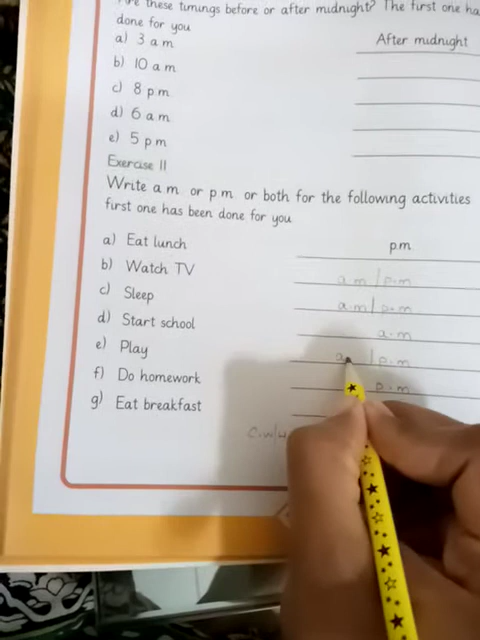 these timings before or after midnight? The first one ha
done for you
a) 3 a m After midnight
b) 10 a m
c) 8 p m
d) 6 a m
e) 5 p m
Exercise 11
Write a m or p m or both for the following activities
first one has been done for you
a) Eat lunch p.m
b) Watch TV a.m/p.m
c) Sleep a.m/p.m
d) Start school a.m
e) Play a /p.m
f) Do homework p.m
g) Eat breakfast
c.w/